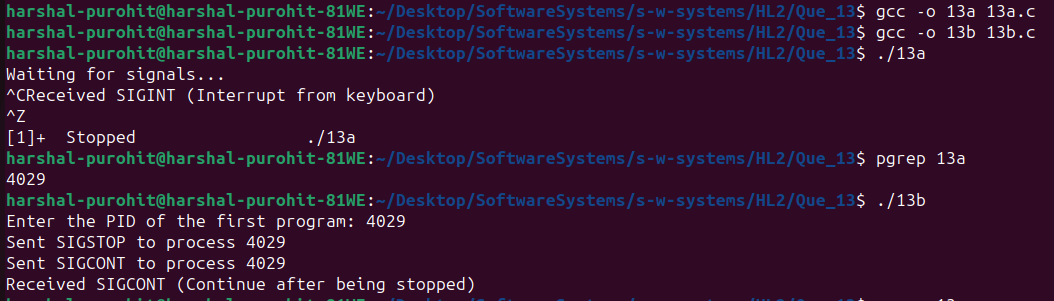 harshal-purohit@harshal-purohit-81WE:~/Desktop/SoftwareSystems/s-w-systems/HL2/Que_13$ gcc -o 13a 13a.c
harshal-purohit@harshal-purohit-81WE:~/Desktop/SoftwareSystems/s-w-systems/HL2/Que_13$ gcc -o 13b 13b.c
harshal-purohit@harshal-purohit-81WE:~/Desktop/SoftwareSystems/s-w-systems/HL2/Que_13$ ./13a
Waiting for signals...
^CReceived SIGINT (Interrupt from keyboard)
^Z
[1]+  Stopped                 ./13a
harshal-purohit@harshal-purohit-81WE:~/Desktop/SoftwareSystems/s-w-systems/HL2/Que_13$ pgrep 13a
4029
harshal-purohit@harshal-purohit-81WE:~/Desktop/SoftwareSystems/s-w-systems/HL2/Que_13$ ./13b
Enter the PID of the first program: 4029
Sent SIGSTOP to process 4029
Sent SIGCONT to process 4029
Received SIGCONT (Continue after being stopped)